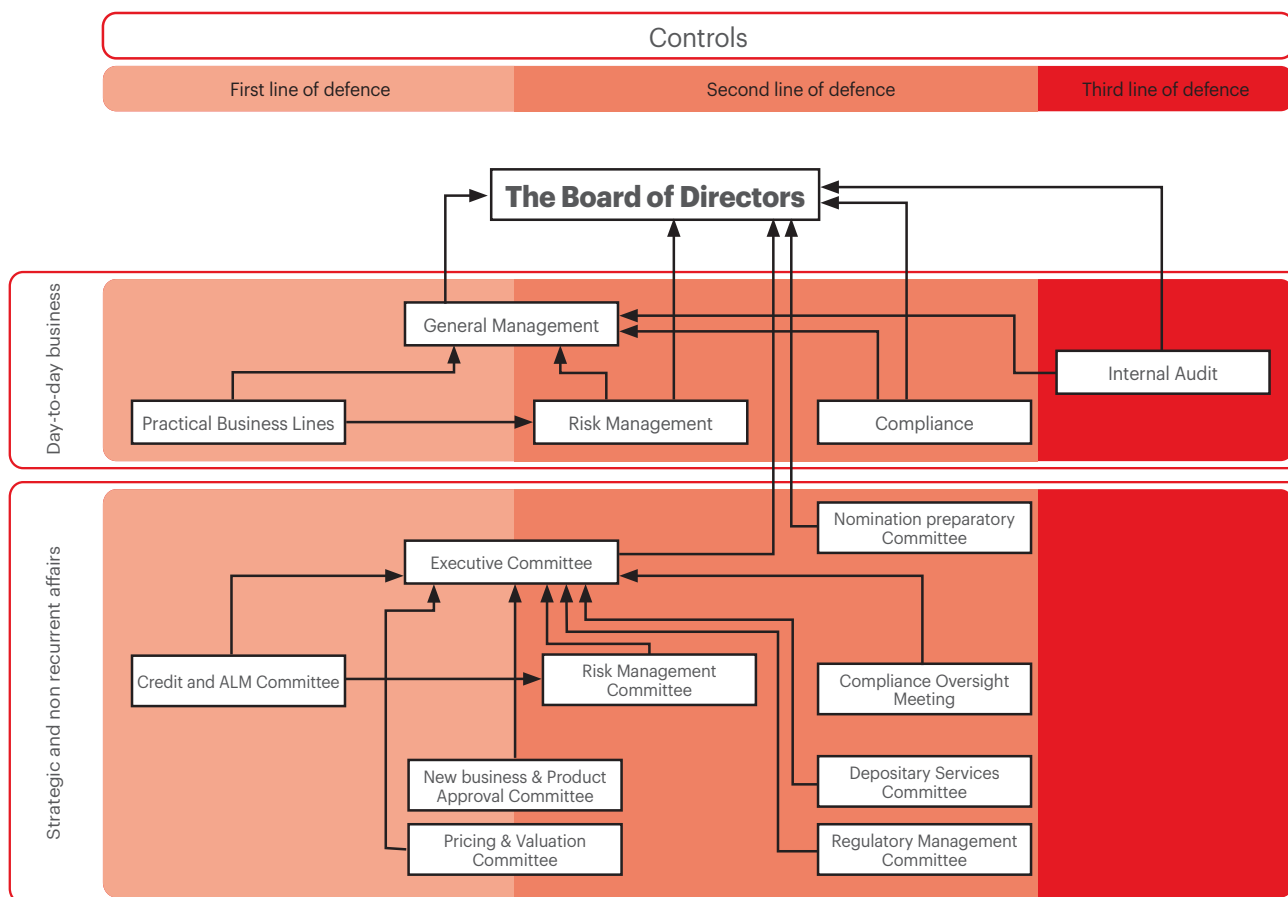 Controls
First line of defence
Second line of defence
Third line of defence
The Board of Directors
Day-to-day business
General Management
Internal Audit
Practical Business Lines
Risk Management
Compliance
Strategic and non recurrent affairs
Nomination preparatory
Committee
Executive Committee
Credit and ALM Committee
Risk Management
Committee
Compliance Oversight
Meeting
New business & Product
Approval Committee
Depositary Services
Committee
Pricing & Valuation
Committee
Regulatory Management
Committee